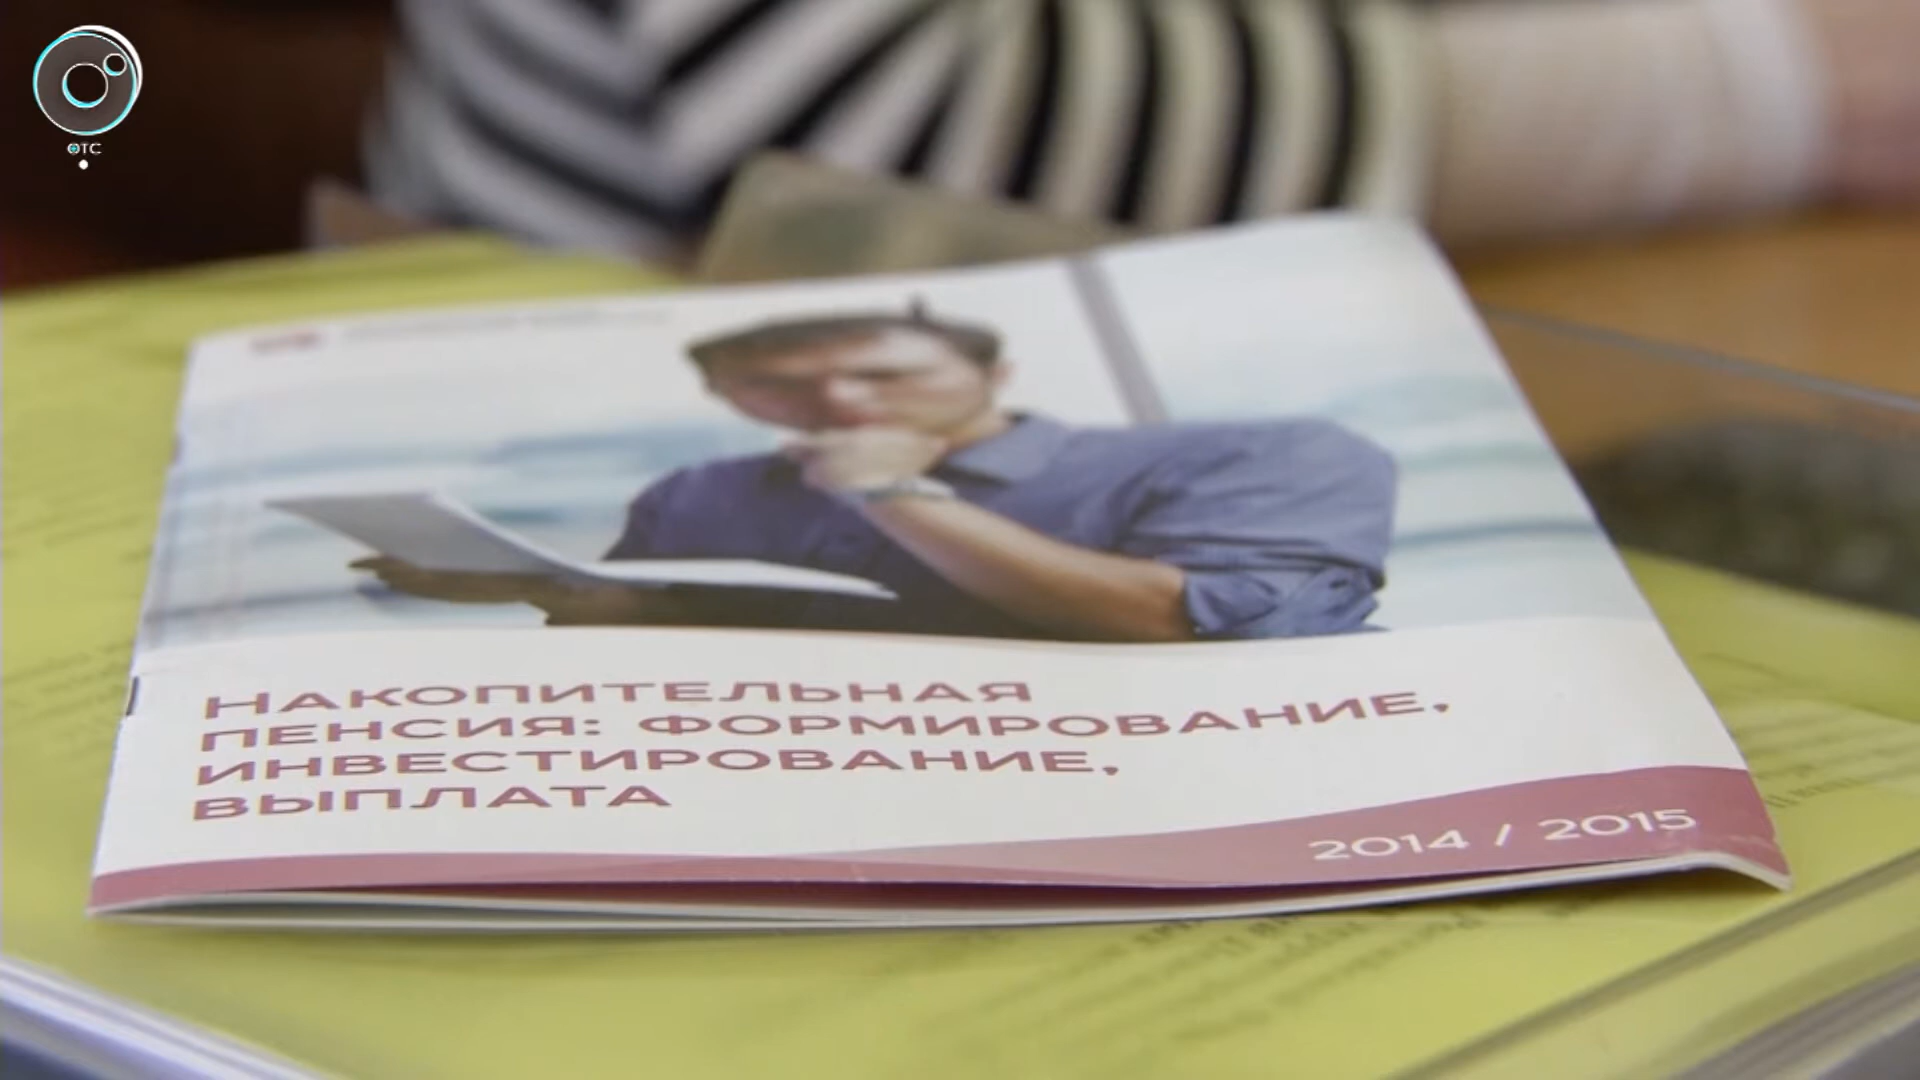 ОТС
НАКОПИТЕЛЬНАЯ
ПЕНСИЯ: ФОРМИРОВАНИЕ,
ИНВЕСТИРОВАНИЕ,
ВЫПЛАТА
2014 / 2015